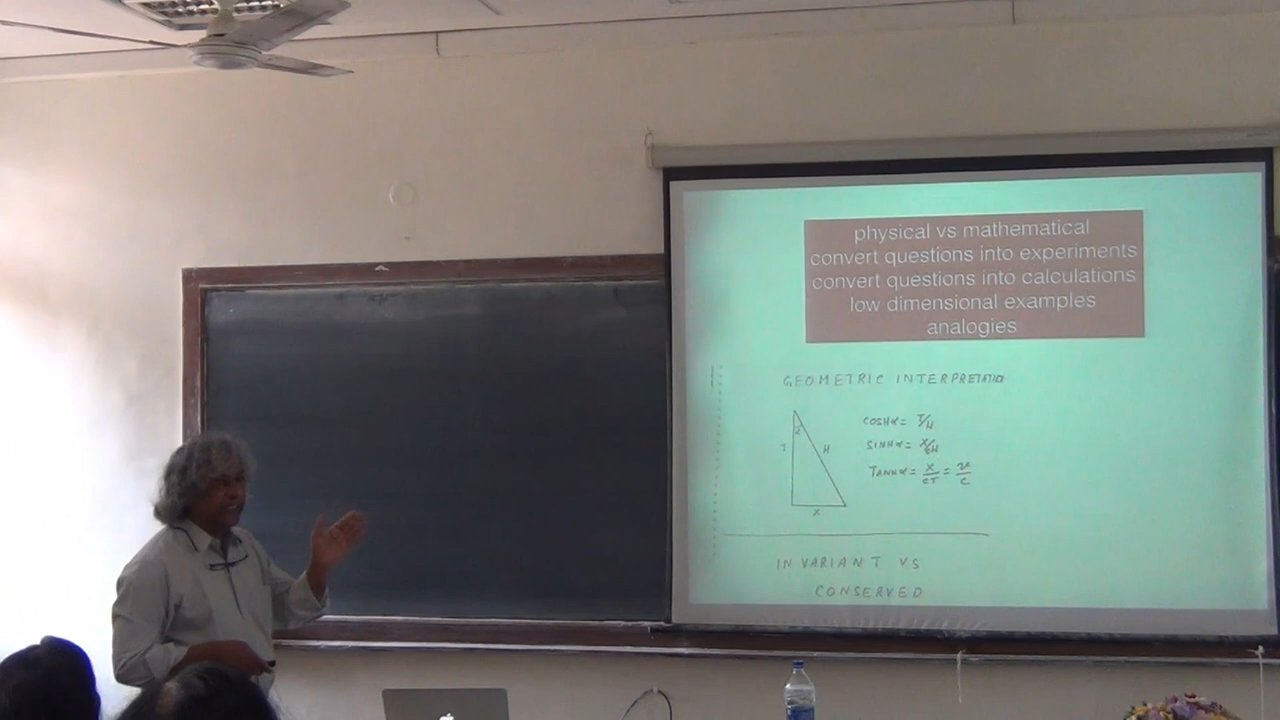 physical vs mathematical
convert questions into experiments
convert questions into calculations
low dimensional examples
analogies
GEOMETRIC INTERPRETATION
COSHα = T/H
SINHα = X/CH
TANHα = X/CT = v/C
T
α
H
X
INVARIANT VS
CONSERVED